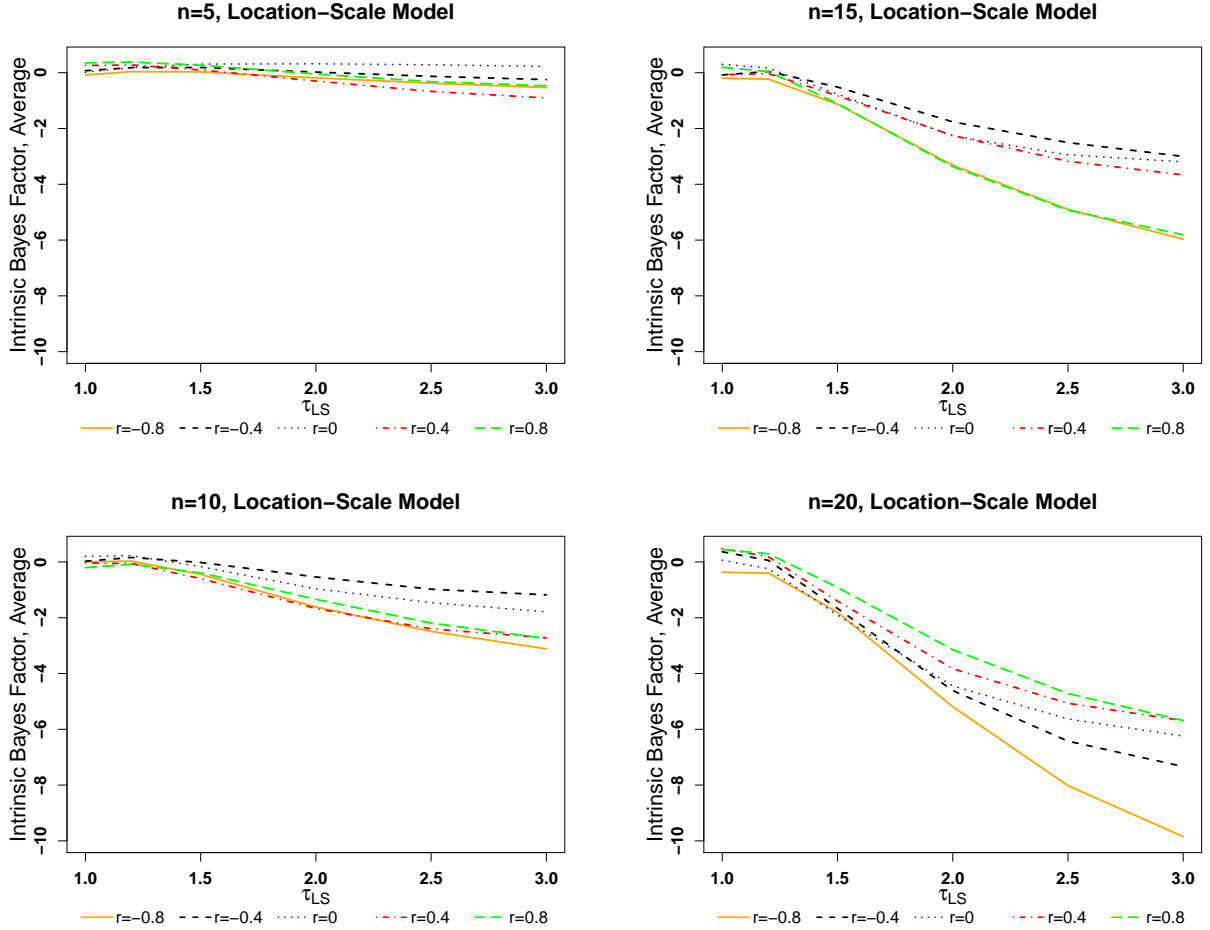 n=5, Location−Scale Model
Intrinsic Bayes Factor, Average
0
−2
−4
−6
−8
−10
1.0 1.5 2.0 2.5 3.0
τLS
r=−0.8 r=−0.4 r=0 r=0.4 r=0.8
n=15, Location−Scale Model
Intrinsic Bayes Factor, Average
0
−2
−4
−6
−8
−10
1.0 1.5 2.0 2.5 3.0
τLS
r=−0.8 r=−0.4 r=0 r=0.4 r=0.8
n=10, Location−Scale Model
Intrinsic Bayes Factor, Average
0
−2
−4
−6
−8
−10
1.0 1.5 2.0 2.5 3.0
τLS
r=−0.8 r=−0.4 r=0 r=0.4 r=0.8
n=20, Location−Scale Model
Intrinsic Bayes Factor, Average
0
−2
−4
−6
−8
−10
1.0 1.5 2.0 2.5 3.0
τLS
r=−0.8 r=−0.4 r=0 r=0.4 r=0.8